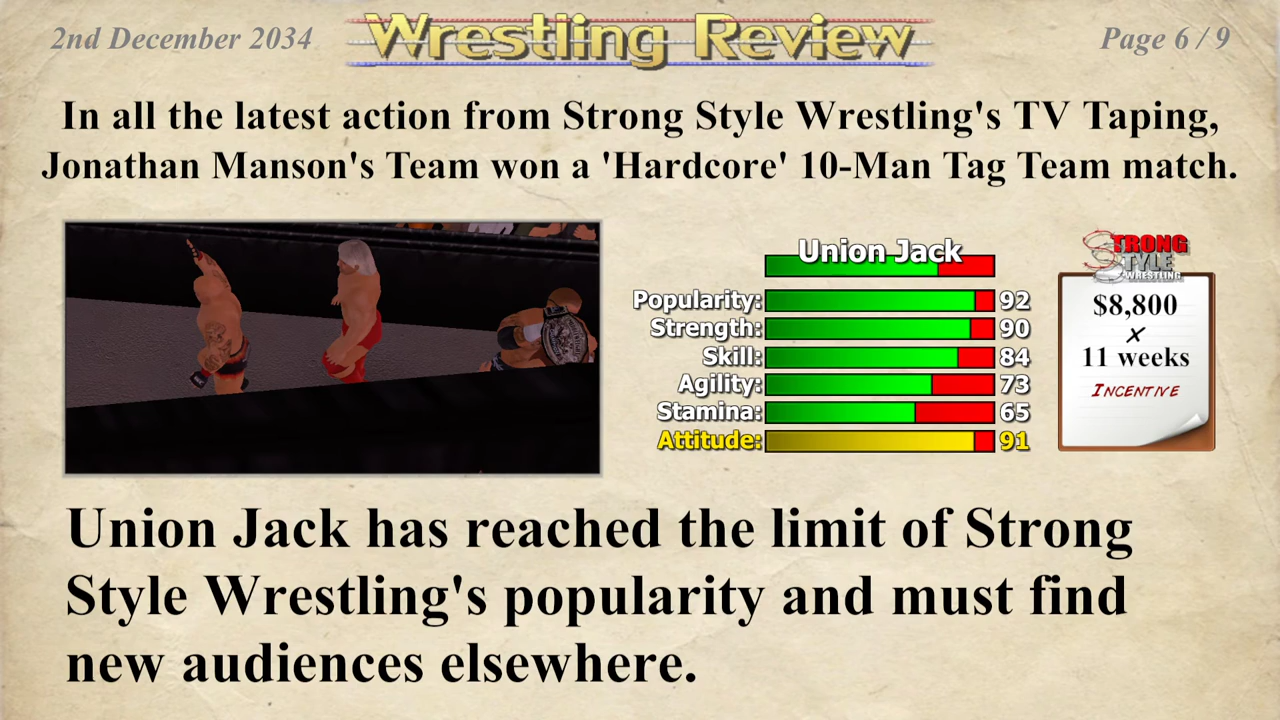 2nd December 2034
Wrestling Review
Page 6 / 9
In all the latest action from Strong Style Wrestling's TV Taping,
Jonathan Manson's Team won a 'Hardcore' 10-Man Tag Team match.
Union Jack
Popularity: 92
Strength: 90
Skill: 84
Agility: 73
Stamina: 65
Attitude: 91
STRONG
STYLE
WRESTLING
$8,800
x
11 weeks
INCENTIVE
Union Jack has reached the limit of Strong
Style Wrestling's popularity and must find
new audiences elsewhere.